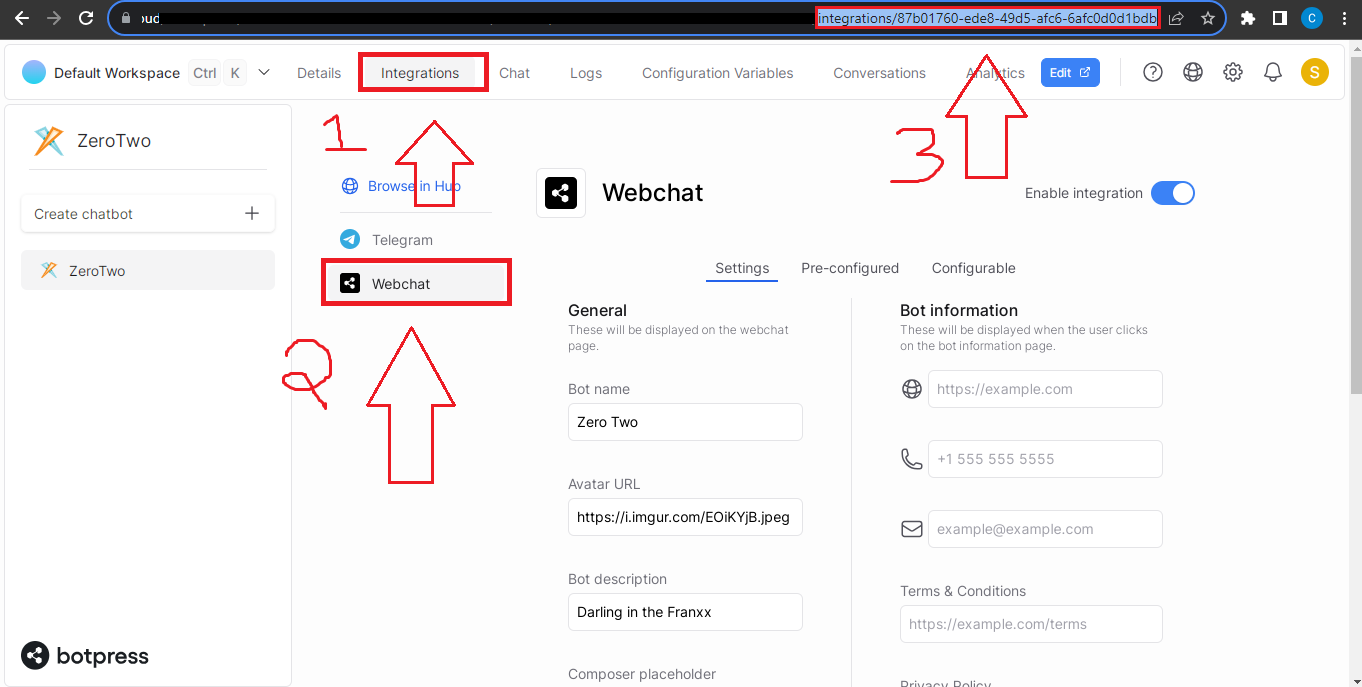 oud
integrations/87b01760-ede8-49d5-afc6-6afc0d0d1bdb
C
Default Workspace Ctrl K Details Integrations Chat Logs Configuration Variables Conversations Analytics Edit S
ZeroTwo
Create chatbot
ZeroTwo
botpress
1
Browse in Hub
Telegram
Webchat
2
3
Webchat
Enable integration
Settings Pre-configured Configurable
General
These will be displayed on the webchat
page.
Bot name
Zero Two
Avatar URL
https://i.imgur.com/EOiKYjB.jpeg
Bot description
Darling in the Franxx
Composer placeholder
Bot information
These will be displayed when the user clicks
on the bot information page.
https://example.com
+1 555 555 5555
example@example.com
Terms & Conditions
https://example.com/terms
Privacy Policy